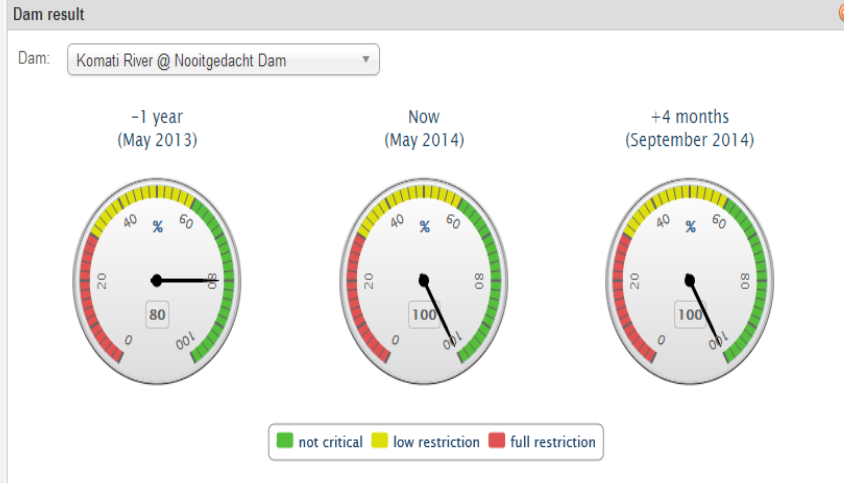 Dam result
Dam: Komati River @ Nooitgedacht Dam
-1 year
(May 2013)
Now
(May 2014)
+4 months
(September 2014)
0 20 40 % 60 80 100
80
0 20 40 % 60 80 100
100
0 20 40 % 60 80 100
100
not critical low restriction full restriction